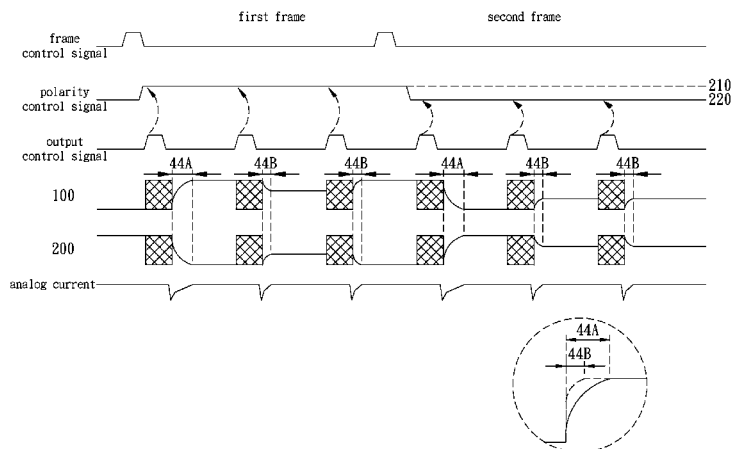 first frame
second frame
frame
control signal
polarity
control signal
210
220
output
control signal
44A
44B
44B
44A
44B
44B
100
200
analog current
44A
44B